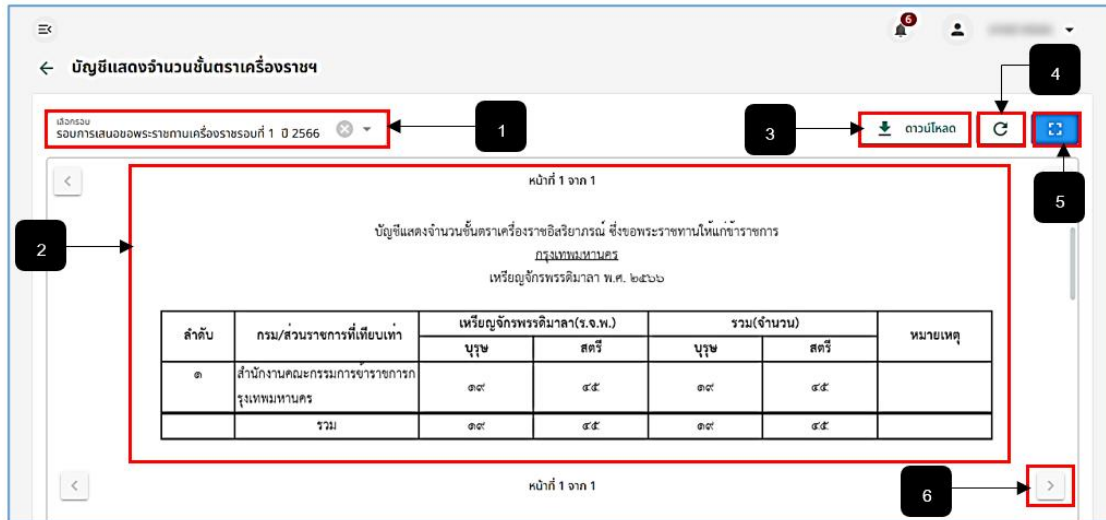 6
บัญชีแสดงจำนวนชั้นตราเครื่องราชฯ
4
เลือกรอบ
รอบการเสนอขอพระราชทานเครื่องราชรอบที่ 1 ปี 2566
1
3
ดาวน์โหลด
5
หน้าที่ 1 จาก 1
2
บัญชีแสดงจำนวนชั้นตราเครื่องราชอิสริยาภรณ์ ซึ่งขอพระราชทานให้แก่ข้าราชการ
กรุงเทพมหานคร
เหรียญจักรพรรดิมาลา พ.ศ. ๒๕๖๖
ลำดับ กรม/ส่วนราชการที่เทียบเท่า เหรียญจักรพรรดิมาลา(ร.จ.พ.) รวม(จำนวน) หมายเหตุ
บุรุษ สตรี บุรุษ สตรี
๑ สำนักงานคณะกรรมการข้าราชการก ๑๙ ๔๕ ๑๙ ๔๕
รุงเทพมหานคร
รวม ๑๙ ๔๕ ๑๙ ๔๕
หน้าที่ 1 จาก 1
6